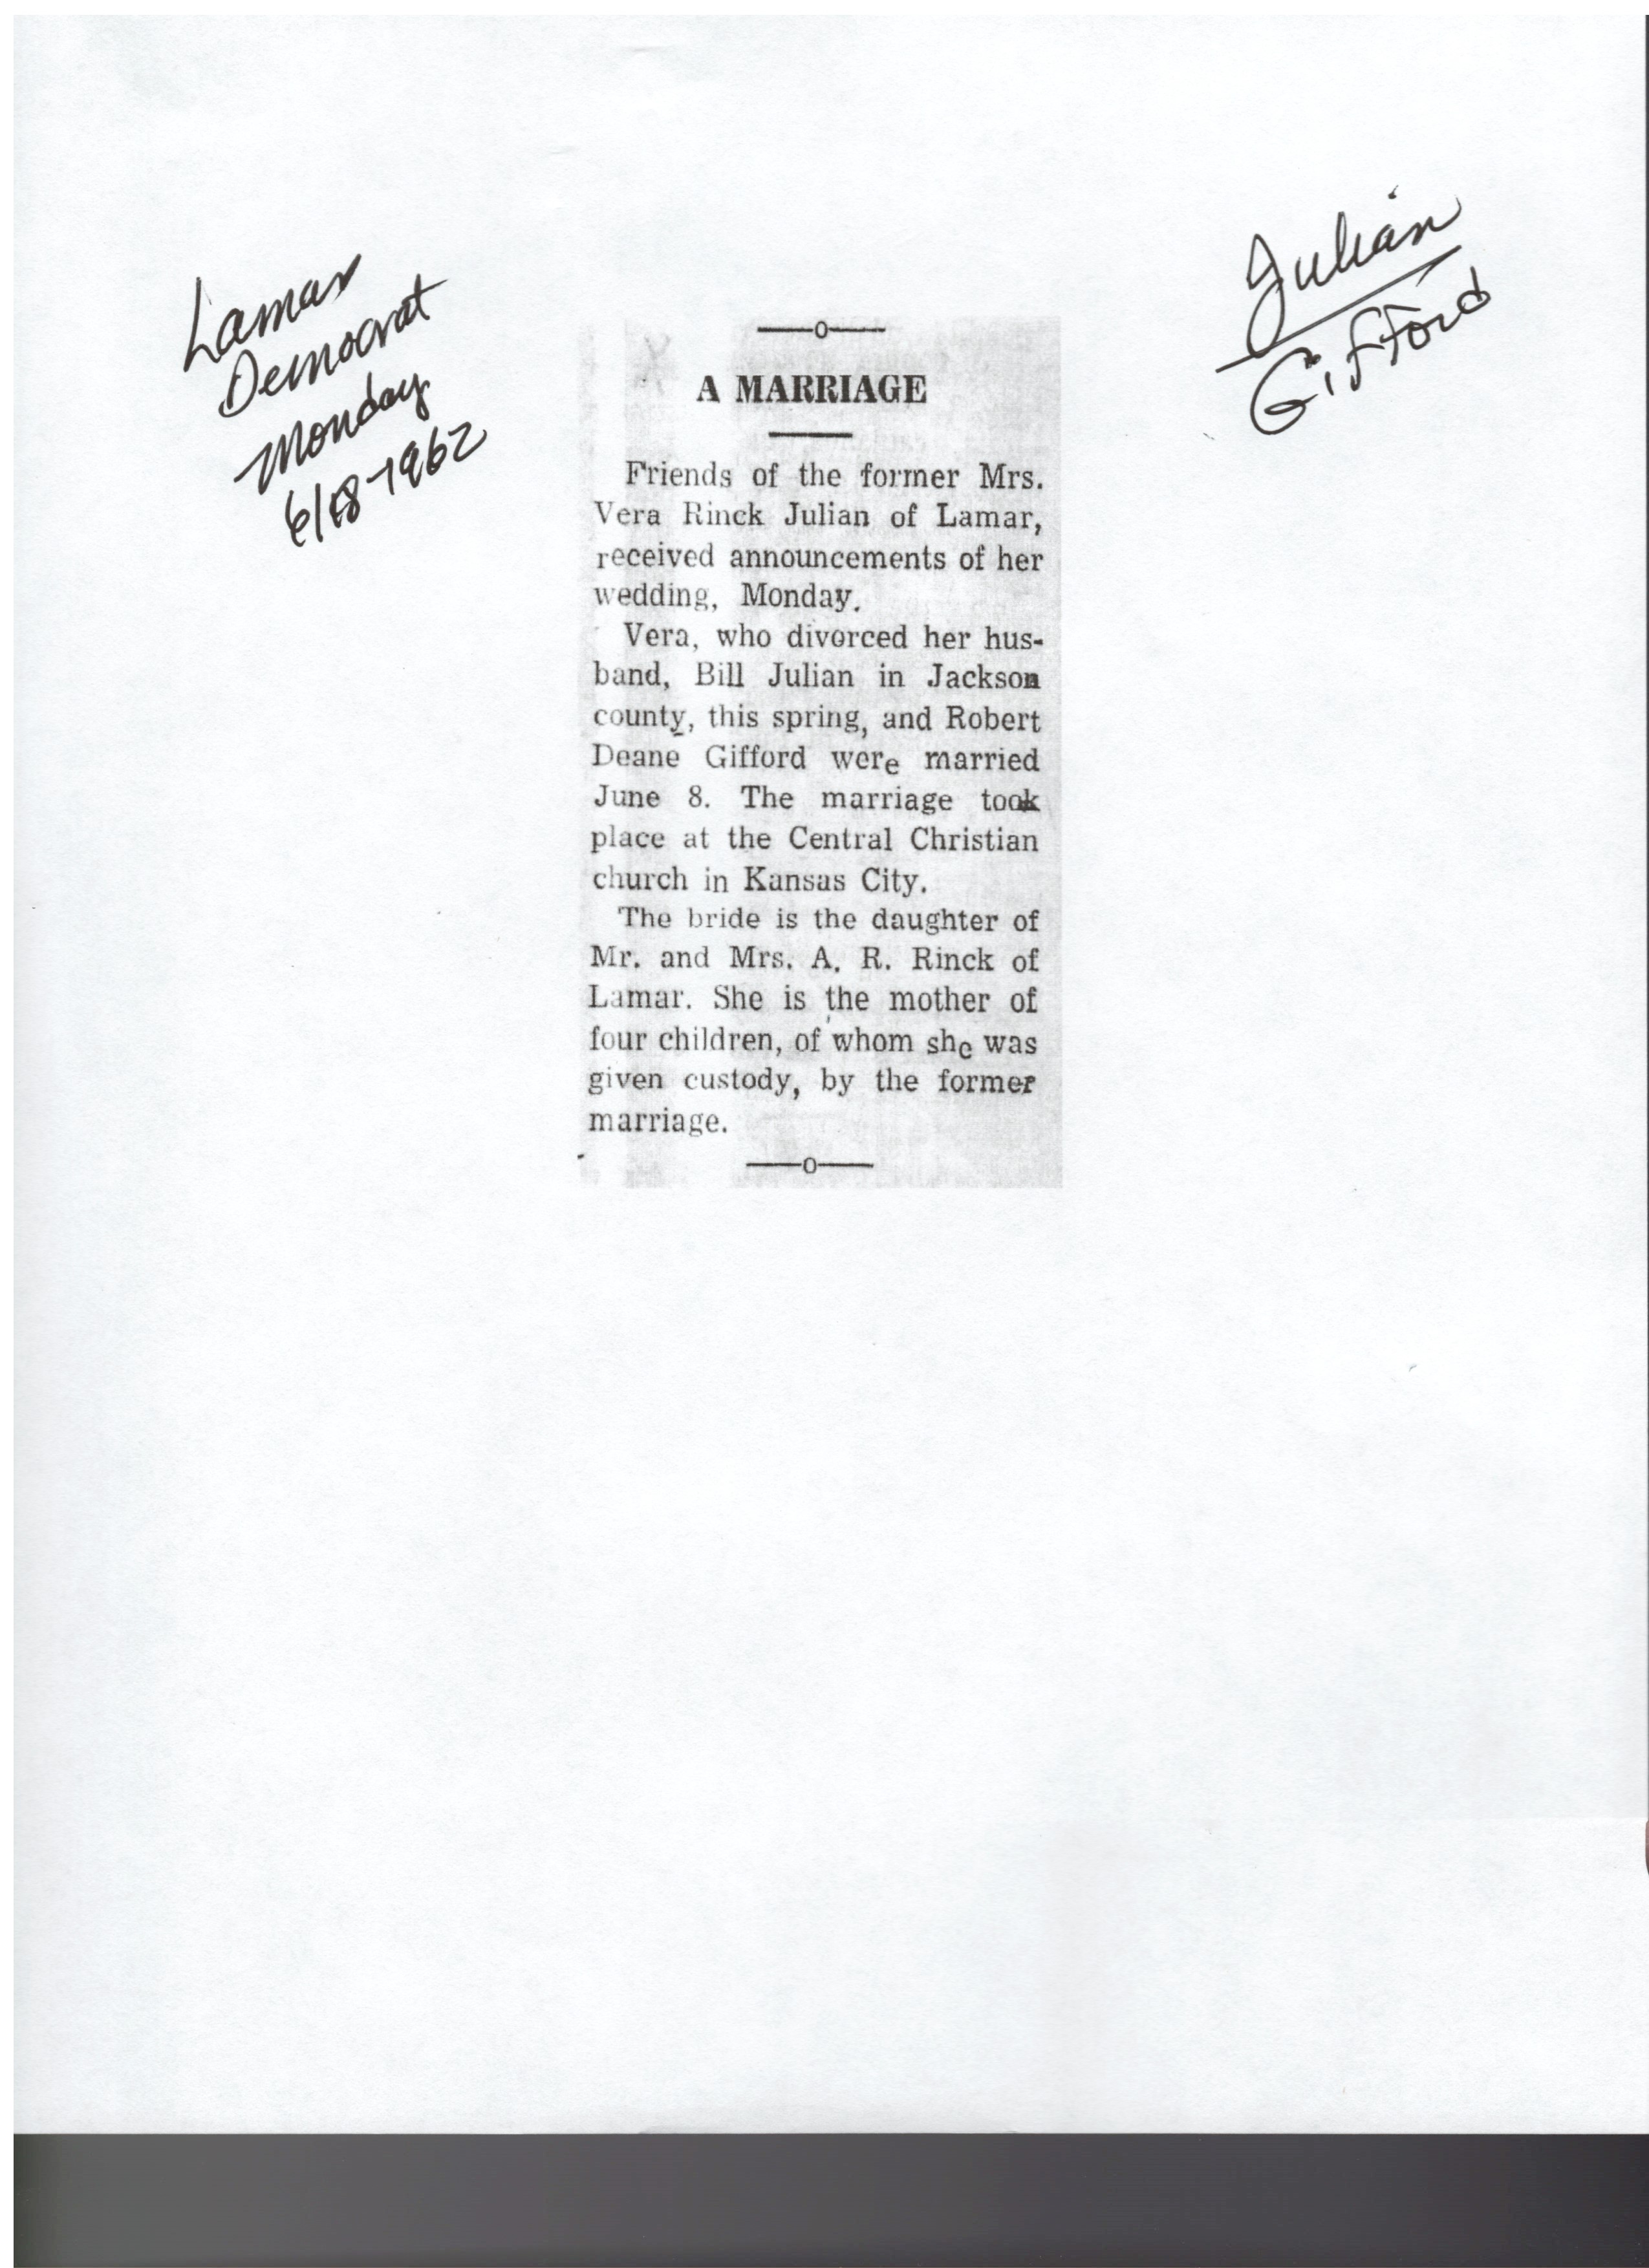 Lamar
Democrat
Monday
6/18-1962
Julian
Gifford
—o—
A MARRIAGE
Friends of the former Mrs.
Vera Rinck Julian of Lamar,
received announcements of her
wedding, Monday.
Vera, who divorced her hus-
band, Bill Julian in Jackson
county, this spring, and Robert
Deane Gifford were married
June 8. The marriage took
place at the Central Christian
church in Kansas City.
The bride is the daughter of
Mr. and Mrs. A. R. Rinck of
Lamar. She is the mother of
four children, of whom she was
given custody, by the former
marriage.
—o—